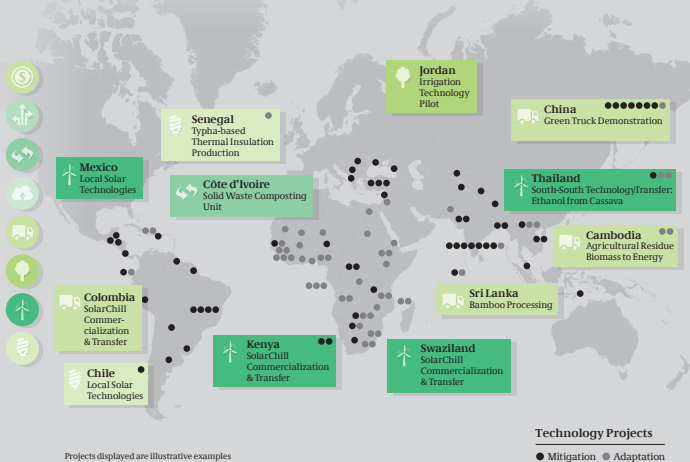 Jordan
Irrigation
Technology
Pilot
China
Green Truck Demonstration
Senegal
Typha-based
Thermal Insulation
Production
Mexico
Local Solar
Technologies
Côte d'Ivoire
Solid Waste Composting
Unit
Thailand
South-South TechnologyTransfer:
Ethanol from Cassava
Cambodia
Agricultural Residue
Biomass to Energy
Colombia
SolarChill
Commer-
cialization
& Transfer
Sri Lanka
Bamboo Processing
Kenya
SolarChill
Commercialization
& Transfer
Swaziland
SolarChill
Commercialization
& Transfer
Chile
Local Solar
Technologies
Technology Projects
Mitigation Adaptation
Projects displayed are illustrative examples
$